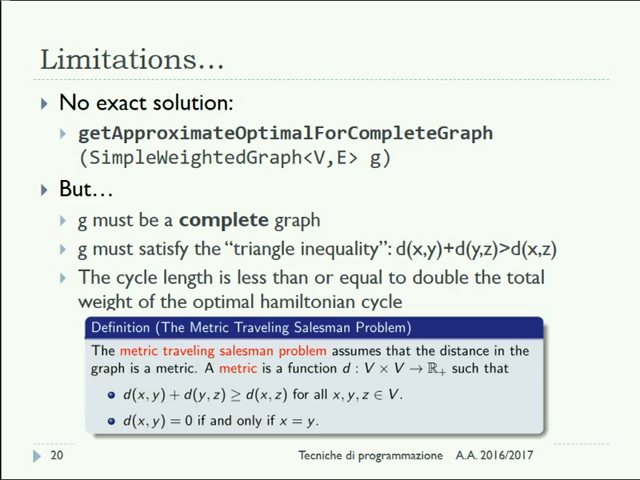 Limitations…
No exact solution:
getApproximateOptimalForCompleteGraph
(SimpleWeightedGraph<V,E> g)
But…
g must be a complete graph
g must satisfy the “triangle inequality”: d(x,y)+d(y,z)>d(x,z)
The cycle length is less than or equal to double the total
weight of the optimal hamiltonian cycle
Definition (The Metric Traveling Salesman Problem)
The metric traveling salesman problem assumes that the distance in the
graph is a metric. A metric is a function d : V × V → ℝ₊ such that
d(x, y) + d(y, z) ≥ d(x, z) for all x, y, z ∈ V.
d(x, y) = 0 if and only if x = y.
20 Tecniche di programmazione A.A. 2016/2017